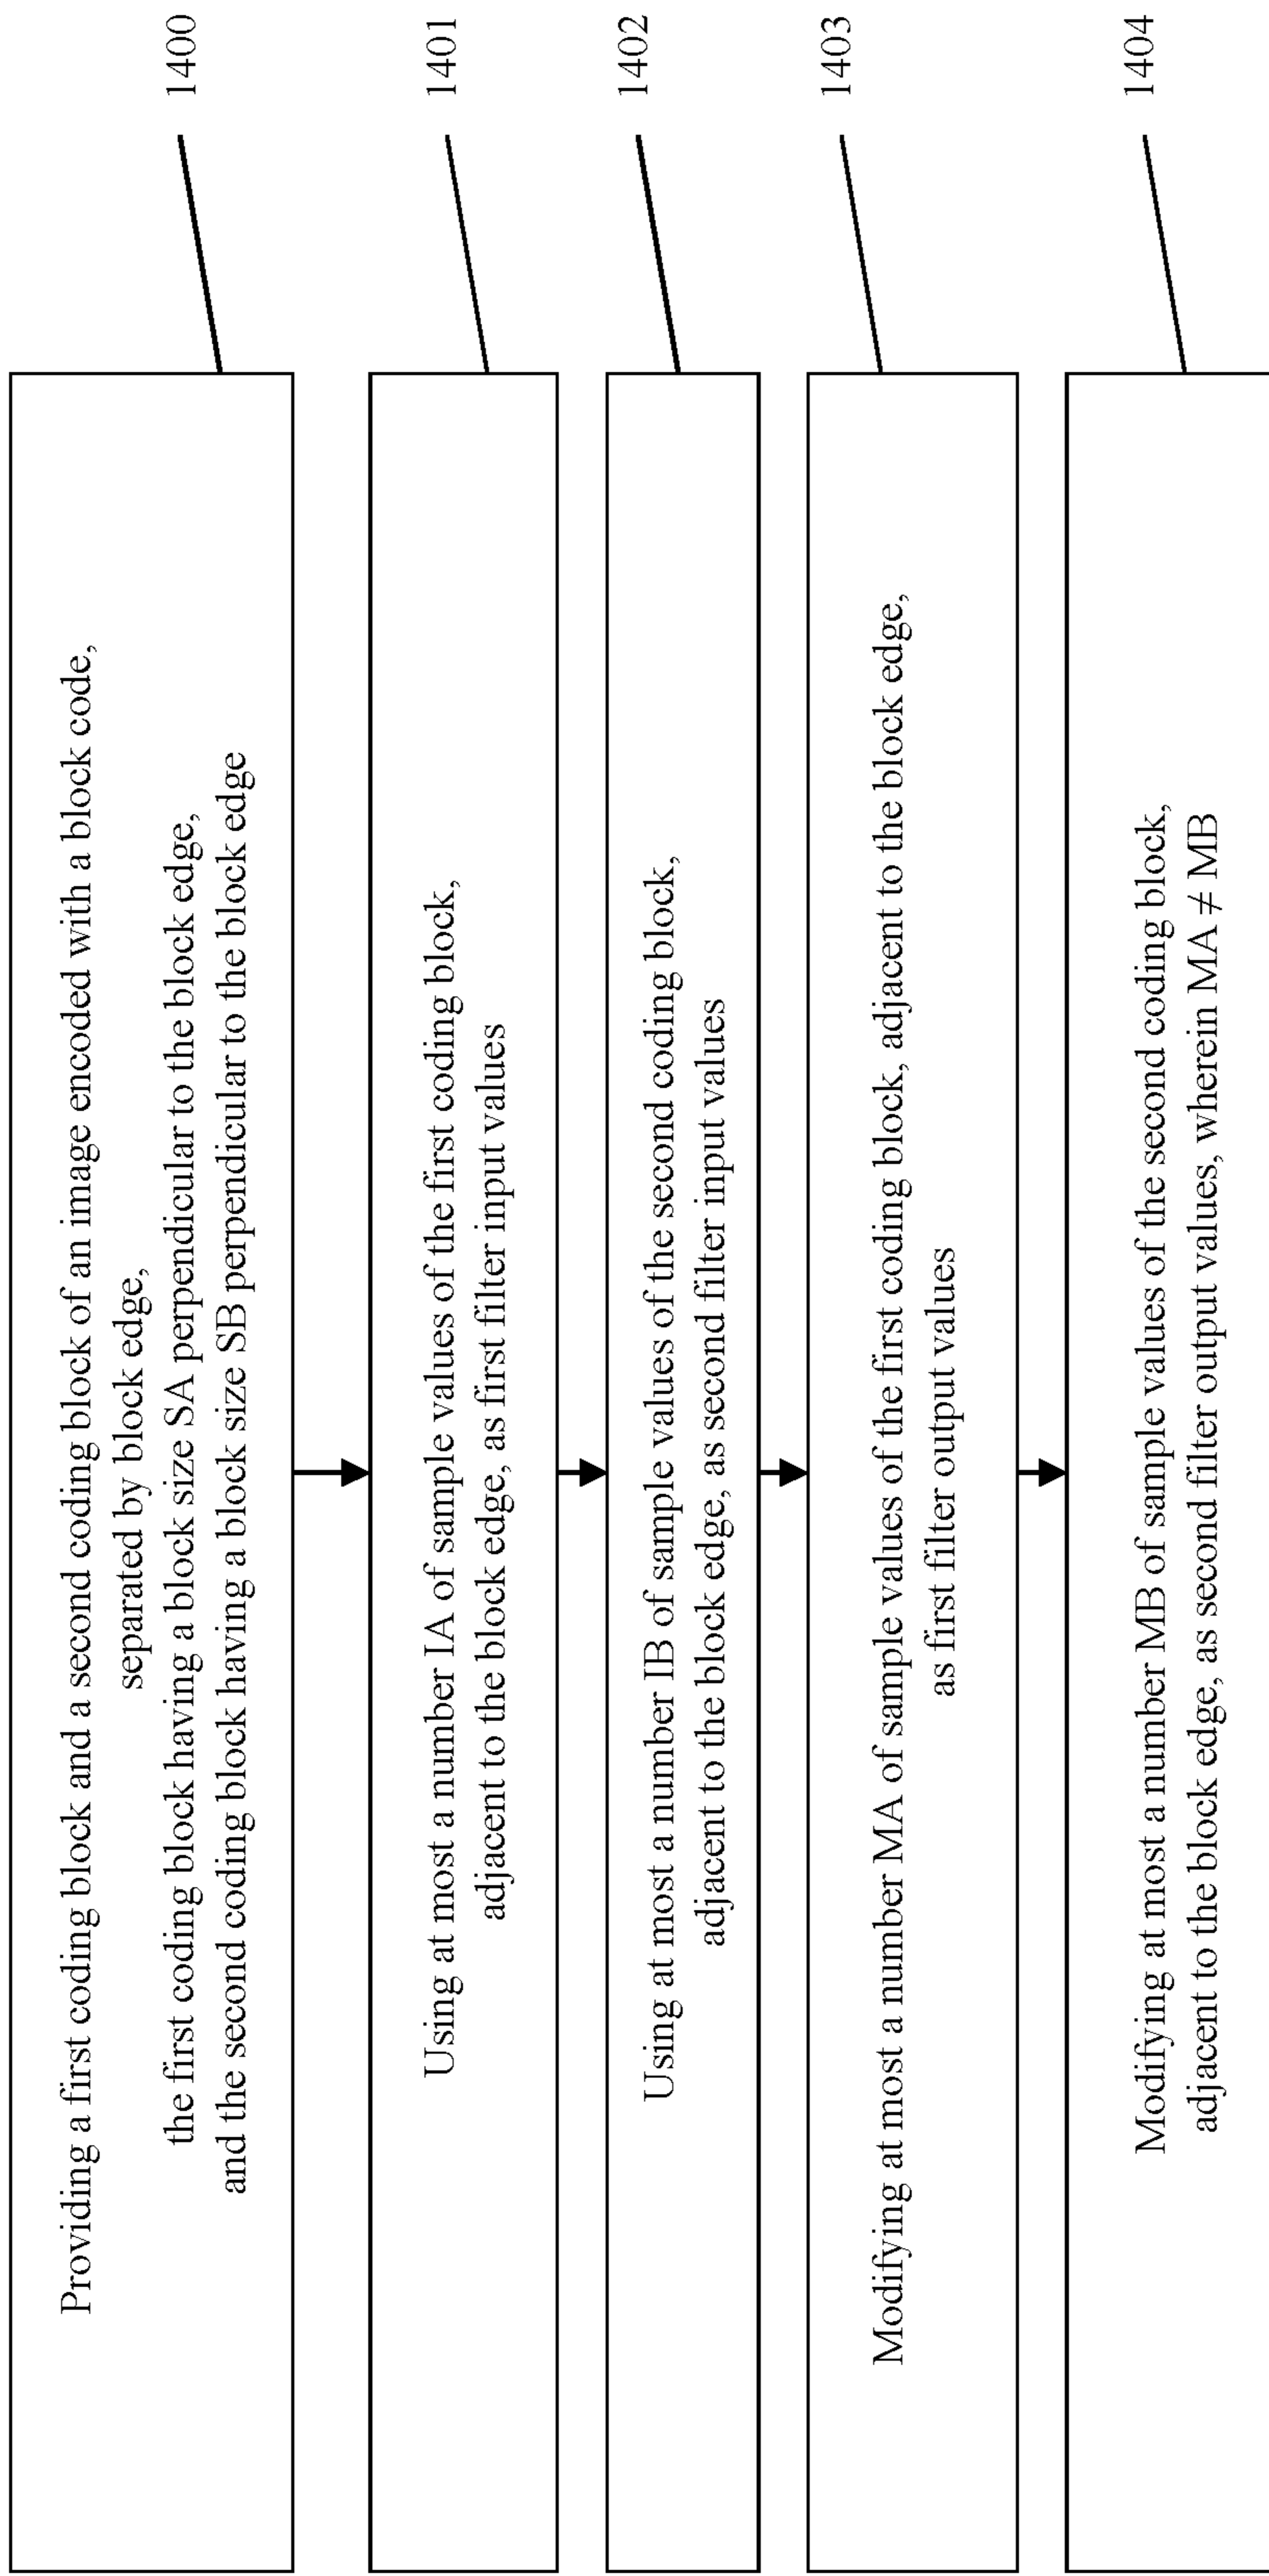 Providing a first coding block and a second coding block of an image encoded with a block code,
separated by block edge,
the first coding block having a block size SA perpendicular to the block edge,
and the second coding block having a block size SB perpendicular to the block edge
1400
Using at most a number IA of sample values of the first coding block,
adjacent to the block edge, as first filter input values
1401
Using at most a number IB of sample values of the second coding block,
adjacent to the block edge, as second filter input values
1402
Modifying at most a number MA of sample values of the first coding block, adjacent to the block edge,
as first filter output values
1403
Modifying at most a number MB of sample values of the second coding block,
adjacent to the block edge, as second filter output values, wherein MA ≠ MB
1404